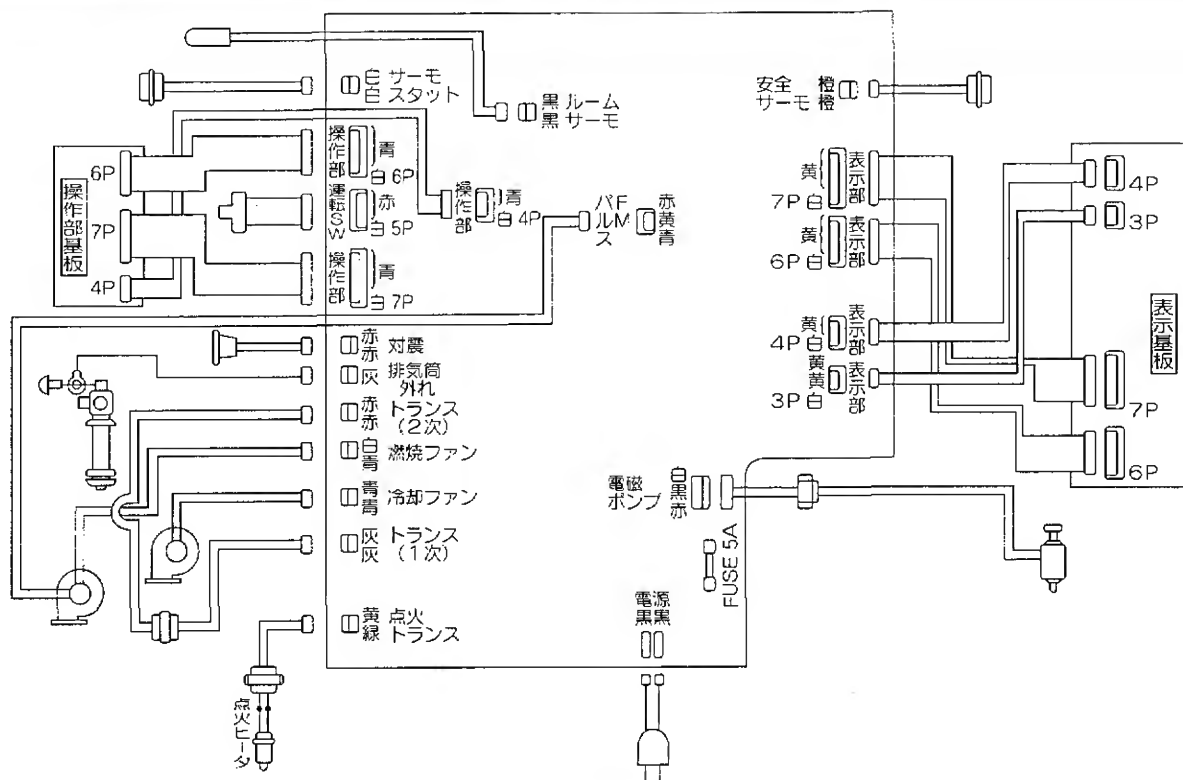 白 サーモ
白 スタット
黒 ルーム
黒 サーモ
安全 橙
サーモ 橙
6P
操作部基板
7P
4P
操作部
青
白 6P
運転SW
赤
白 5P
操作部
青
白 7P
操作部
青
白 4P
パルス
FM
赤
黄
青
黄
表示部
7P 白
黄
表示部
6P 白
黄
表示部
4P 白
黄
黄
表示部
3P 白
4P
3P
表示基板
7P
6P
赤
赤 対震
灰 排気筒
外れ
赤 トランス
赤 (2次)
白
青 燃焼ファン
青
青 冷却ファン
灰 トランス
灰 (1次)
黄 点火
緑 トランス
点火ヒータ
電磁
ポンプ
白
黒
赤
FUSE 5A
電源
黒黒